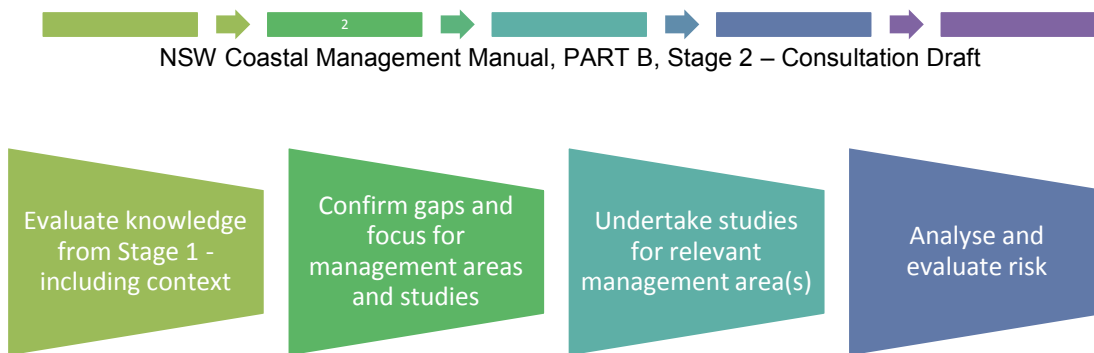 2
NSW Coastal Management Manual, PART B, Stage 2 – Consultation Draft
Evaluate knowledge
from Stage 1 -
including context
Confirm gaps and
focus for
management areas
and studies
Undertake studies
for relevant
management area(s)
Analyse and
evaluate risk